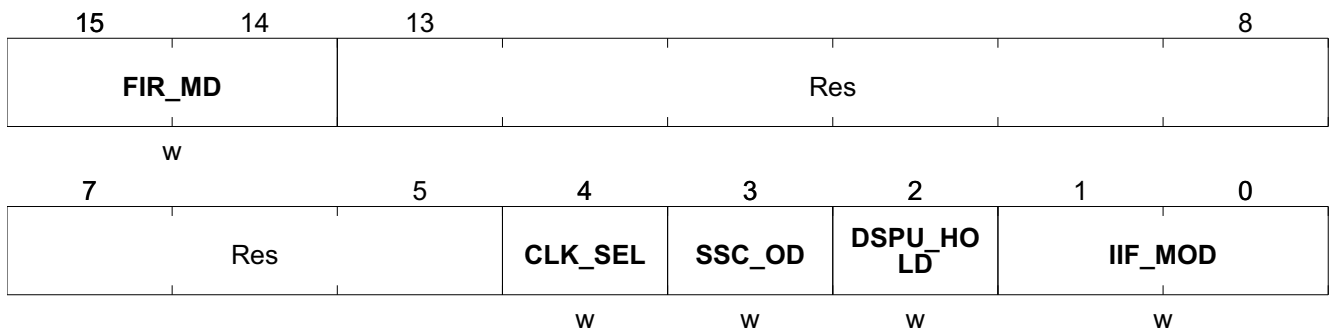 15 14 13 8
FIR_MD Res
w
7 5 4 3 2 1 0
Res CLK_SEL SSC_OD DSPU_HO
LD IIF_MOD
w w w w